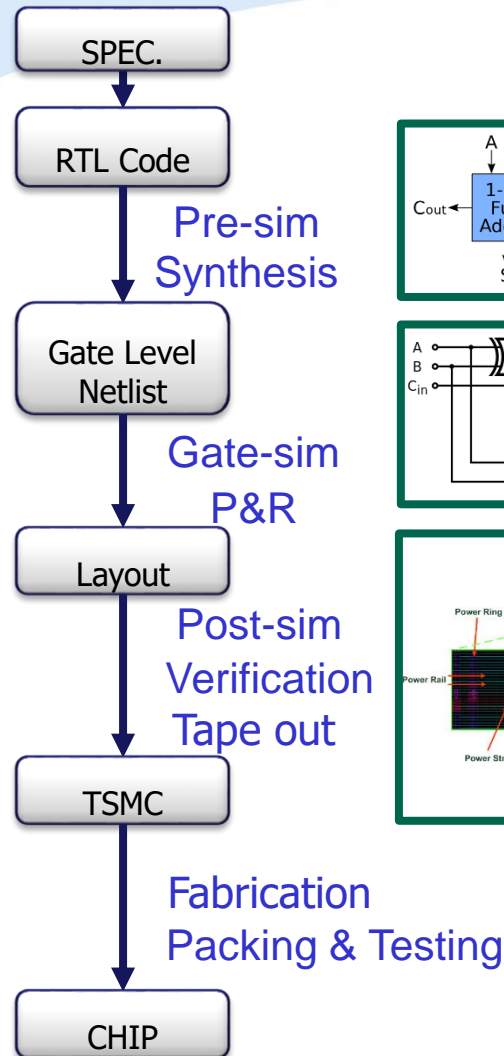 SPEC.
RTL Code
Pre-sim
Synthesis
Gate Level
Netlist
Gate-sim
P&R
Layout
Post-sim
Verification
Tape out
TSMC
Fabrication
Packing & Testing
CHIP
A
Cout
A
B
Cin
Power Ring
Power Rail